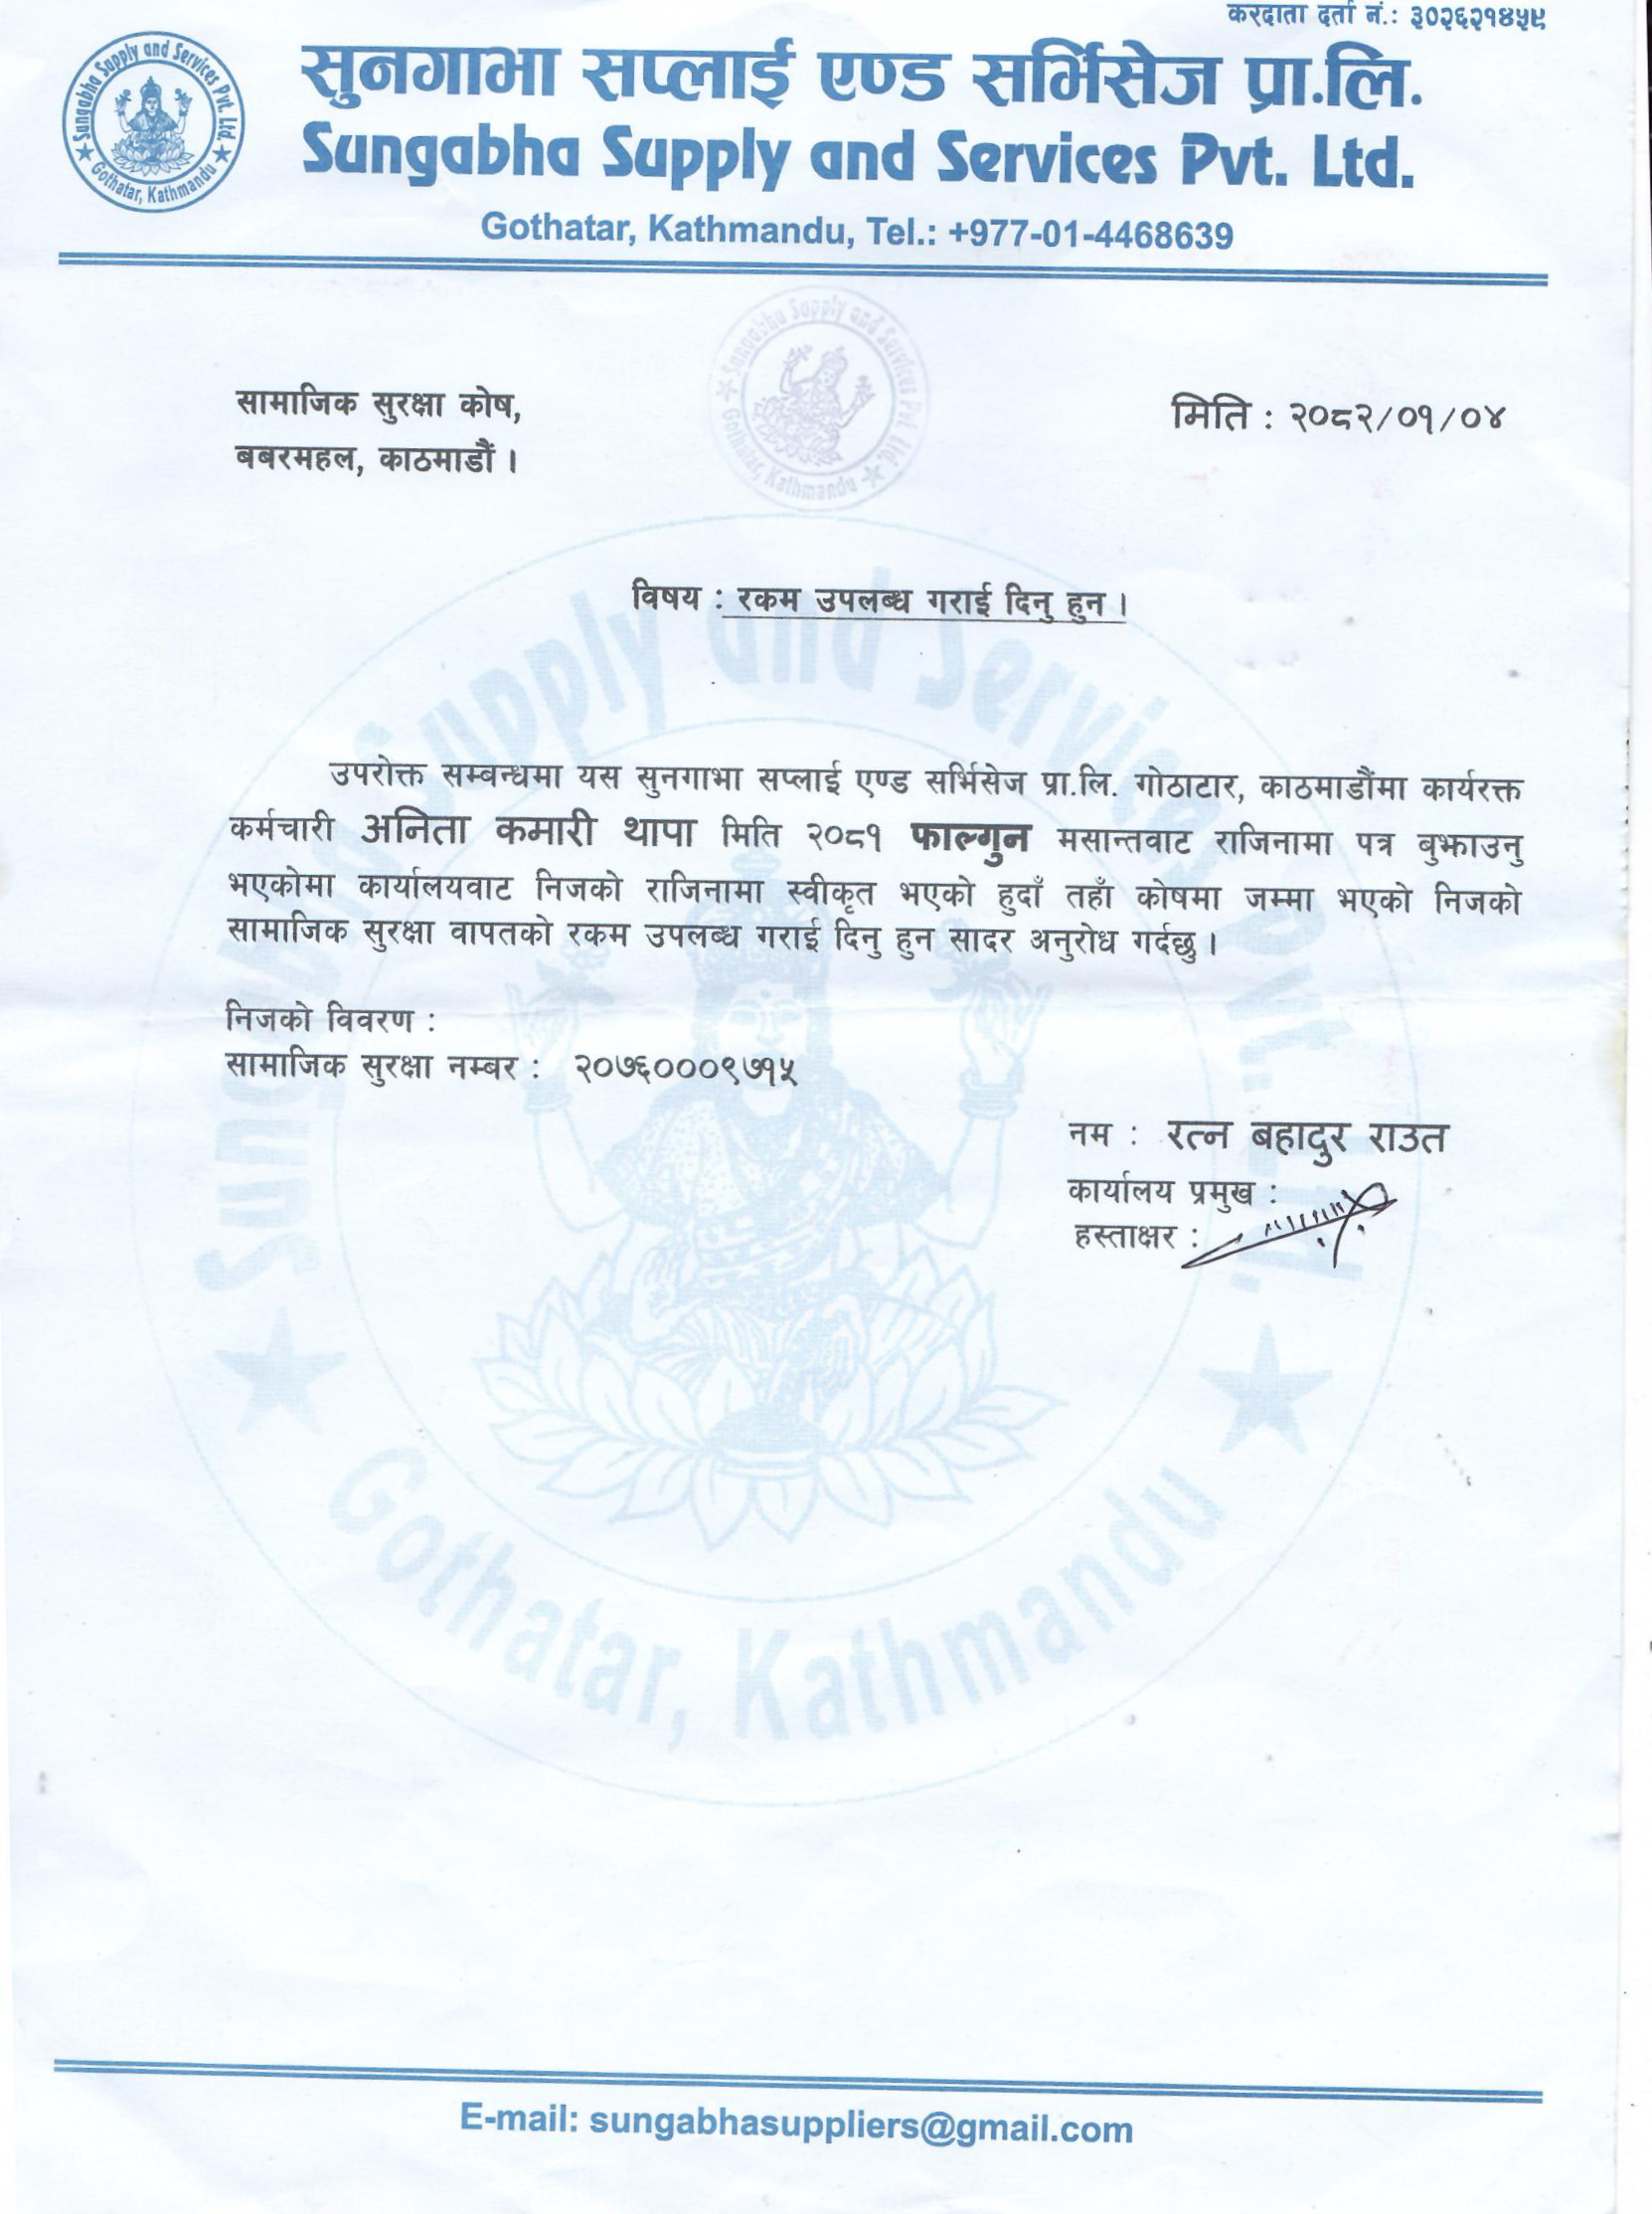 करदाता दर्ता नं.: ३०२६२१४५९
सुनगाभा सप्लाई एण्ड सर्भिसेज प्रा.लि.
Sungabha Supply and Services Pvt. Ltd.
Gothatar, Kathmandu, Tel.: +977-01-4468639
Sungabha Supply and Services Pvt. Ltd.
Gothatar, Kathmandu
Sungabha Supply and Services Pvt. Ltd.
Gothatar, Kathmandu
सामाजिक सुरक्षा कोष,
मिति : २०८२/०१/०४
बबरमहल, काठमाडौं ।
विषय : रकम उपलब्ध गराई दिनु हुन ।
उपरोक्त सम्बन्धमा यस सुनगाभा सप्लाई एण्ड सर्भिसेज प्रा.लि. गोठाटार, काठमाडौंमा कार्यरक्त
कर्मचारी अनिता कमारी थापा मिति २०८१ फाल्गुन मसान्तवाट राजिनामा पत्र बुझाउनु
भएकोमा कार्यालयवाट निजको राजिनामा स्वीकृत भएको हुदाँ तहाँ कोषमा जम्मा भएको निजको
सामाजिक सुरक्षा वापतको रकम उपलब्ध गराई दिनु हुन सादर अनुरोध गर्दछु ।
निजको विवरण :
सामाजिक सुरक्षा नम्बर : २०७६०००९७१५
नम : रत्न बहादुर राउत
कार्यालय प्रमुख :
हस्ताक्षर :
Sungabha Supply and Services Pvt. Ltd.
Gothatar, Kathmandu
E-mail: sungabhasuppliers@gmail.com